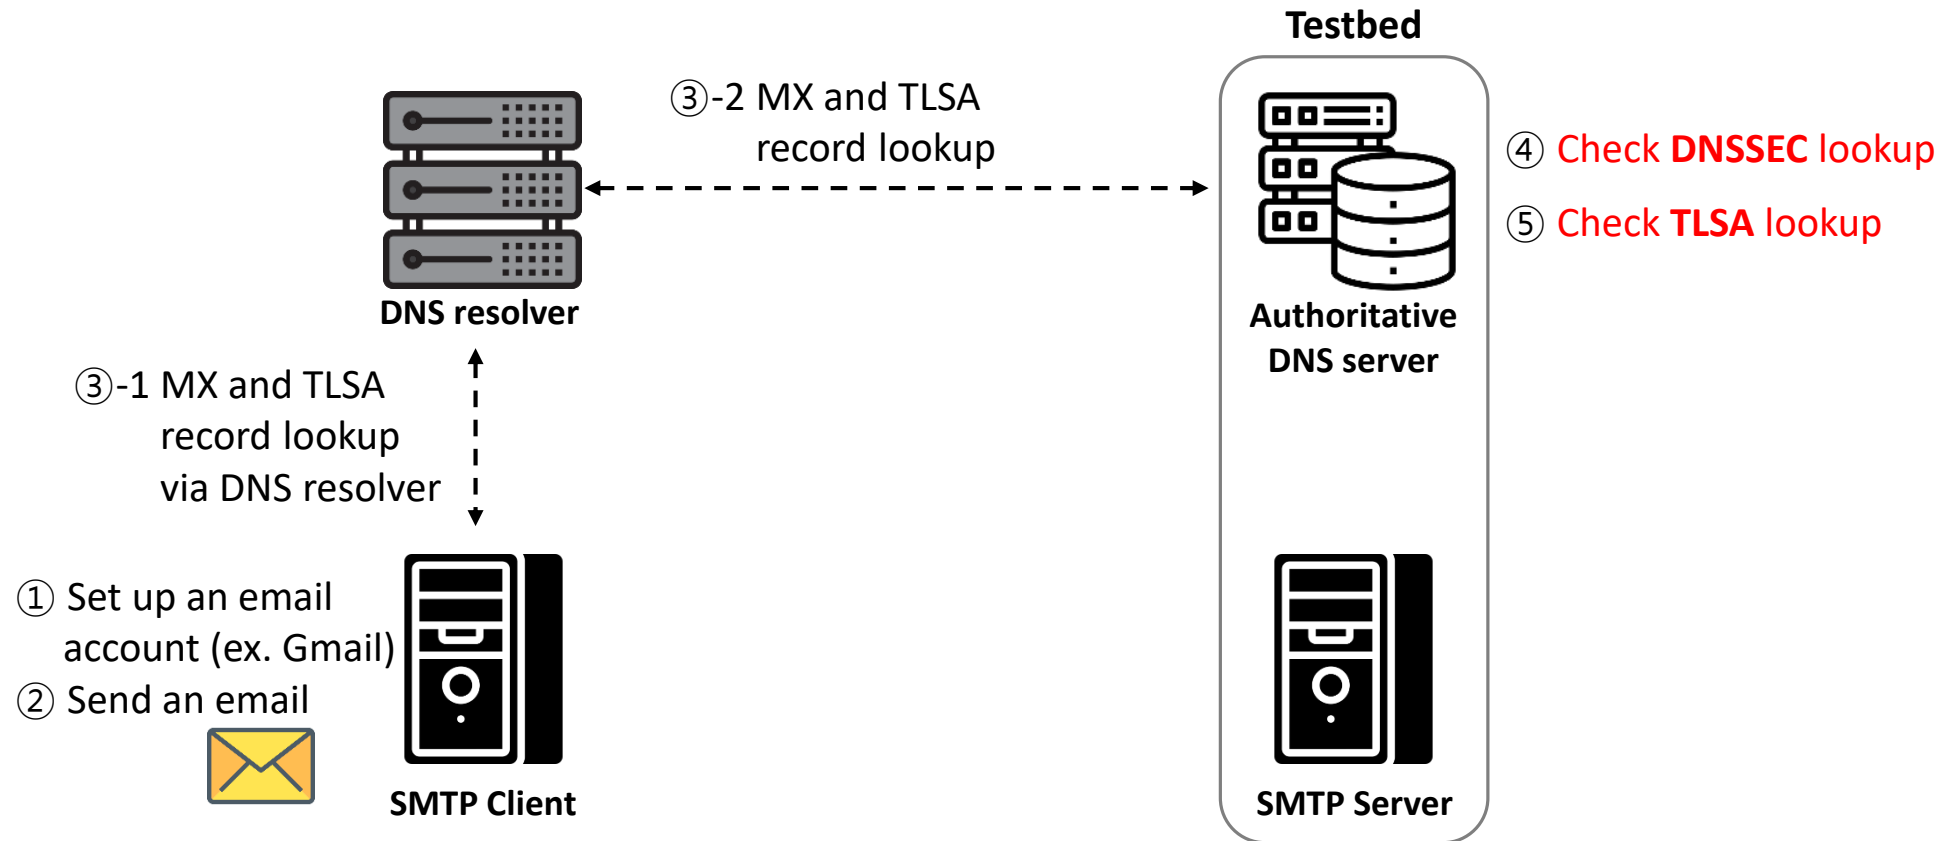 Testbed
③-2 MX and TLSA
record lookup
④ Check DNSSEC lookup
⑤ Check TLSA lookup
DNS resolver
Authoritative
DNS server
③-1 MX and TLSA
record lookup
via DNS resolver
① Set up an email
account (ex. Gmail)
② Send an email
SMTP Client
SMTP Server